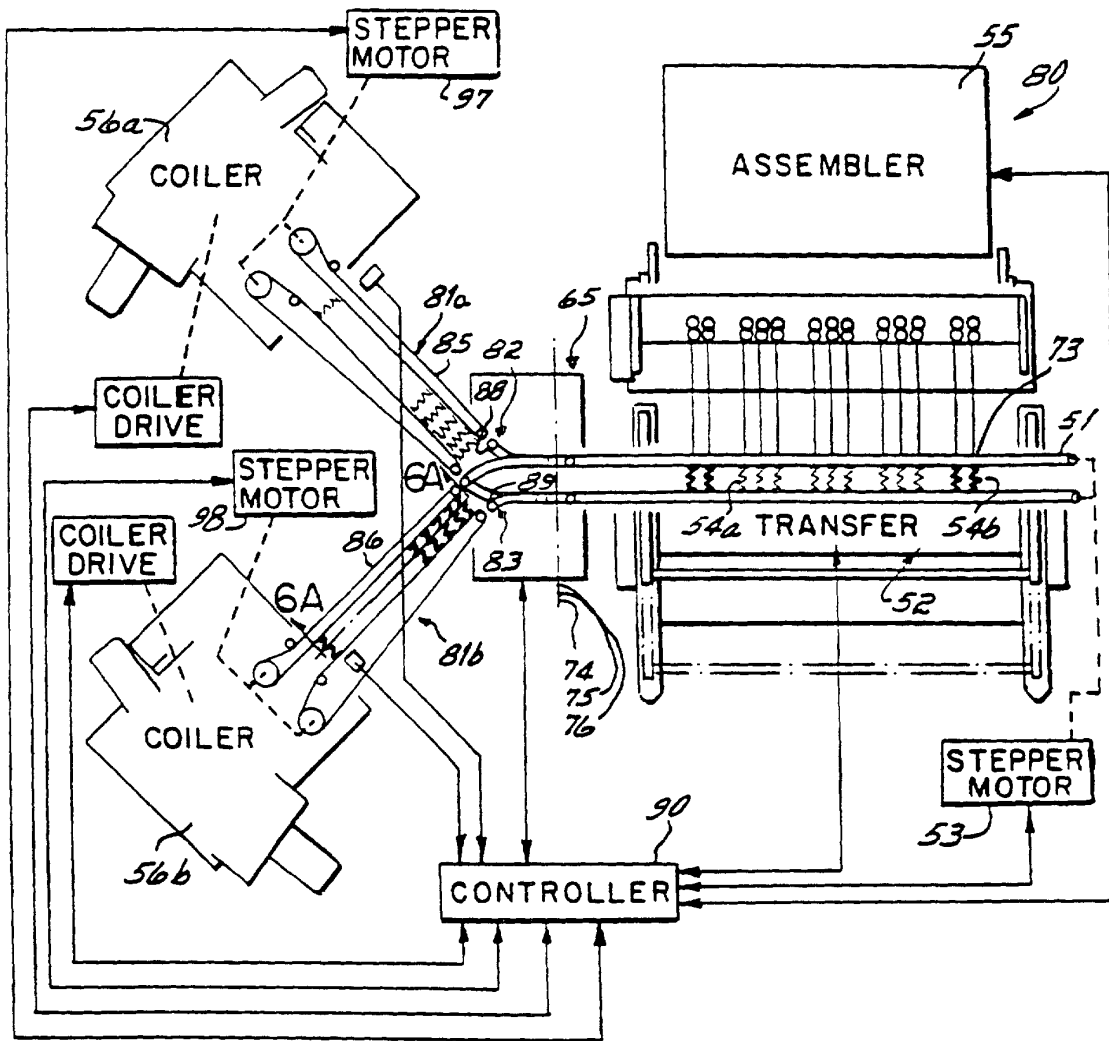 STEPPER
MOTOR
97
55
80
56a
COILER
ASSEMBLER
81a
65
85
82
88
73
51
COILER
DRIVE
6A
89
STEPPER
MOTOR
98
54a
54b
TRANSFER
COILER
DRIVE
86
83
52
6A
81b
74
75
76
COILER
STEPPER
MOTOR
53
56b
90
CONTROLLER